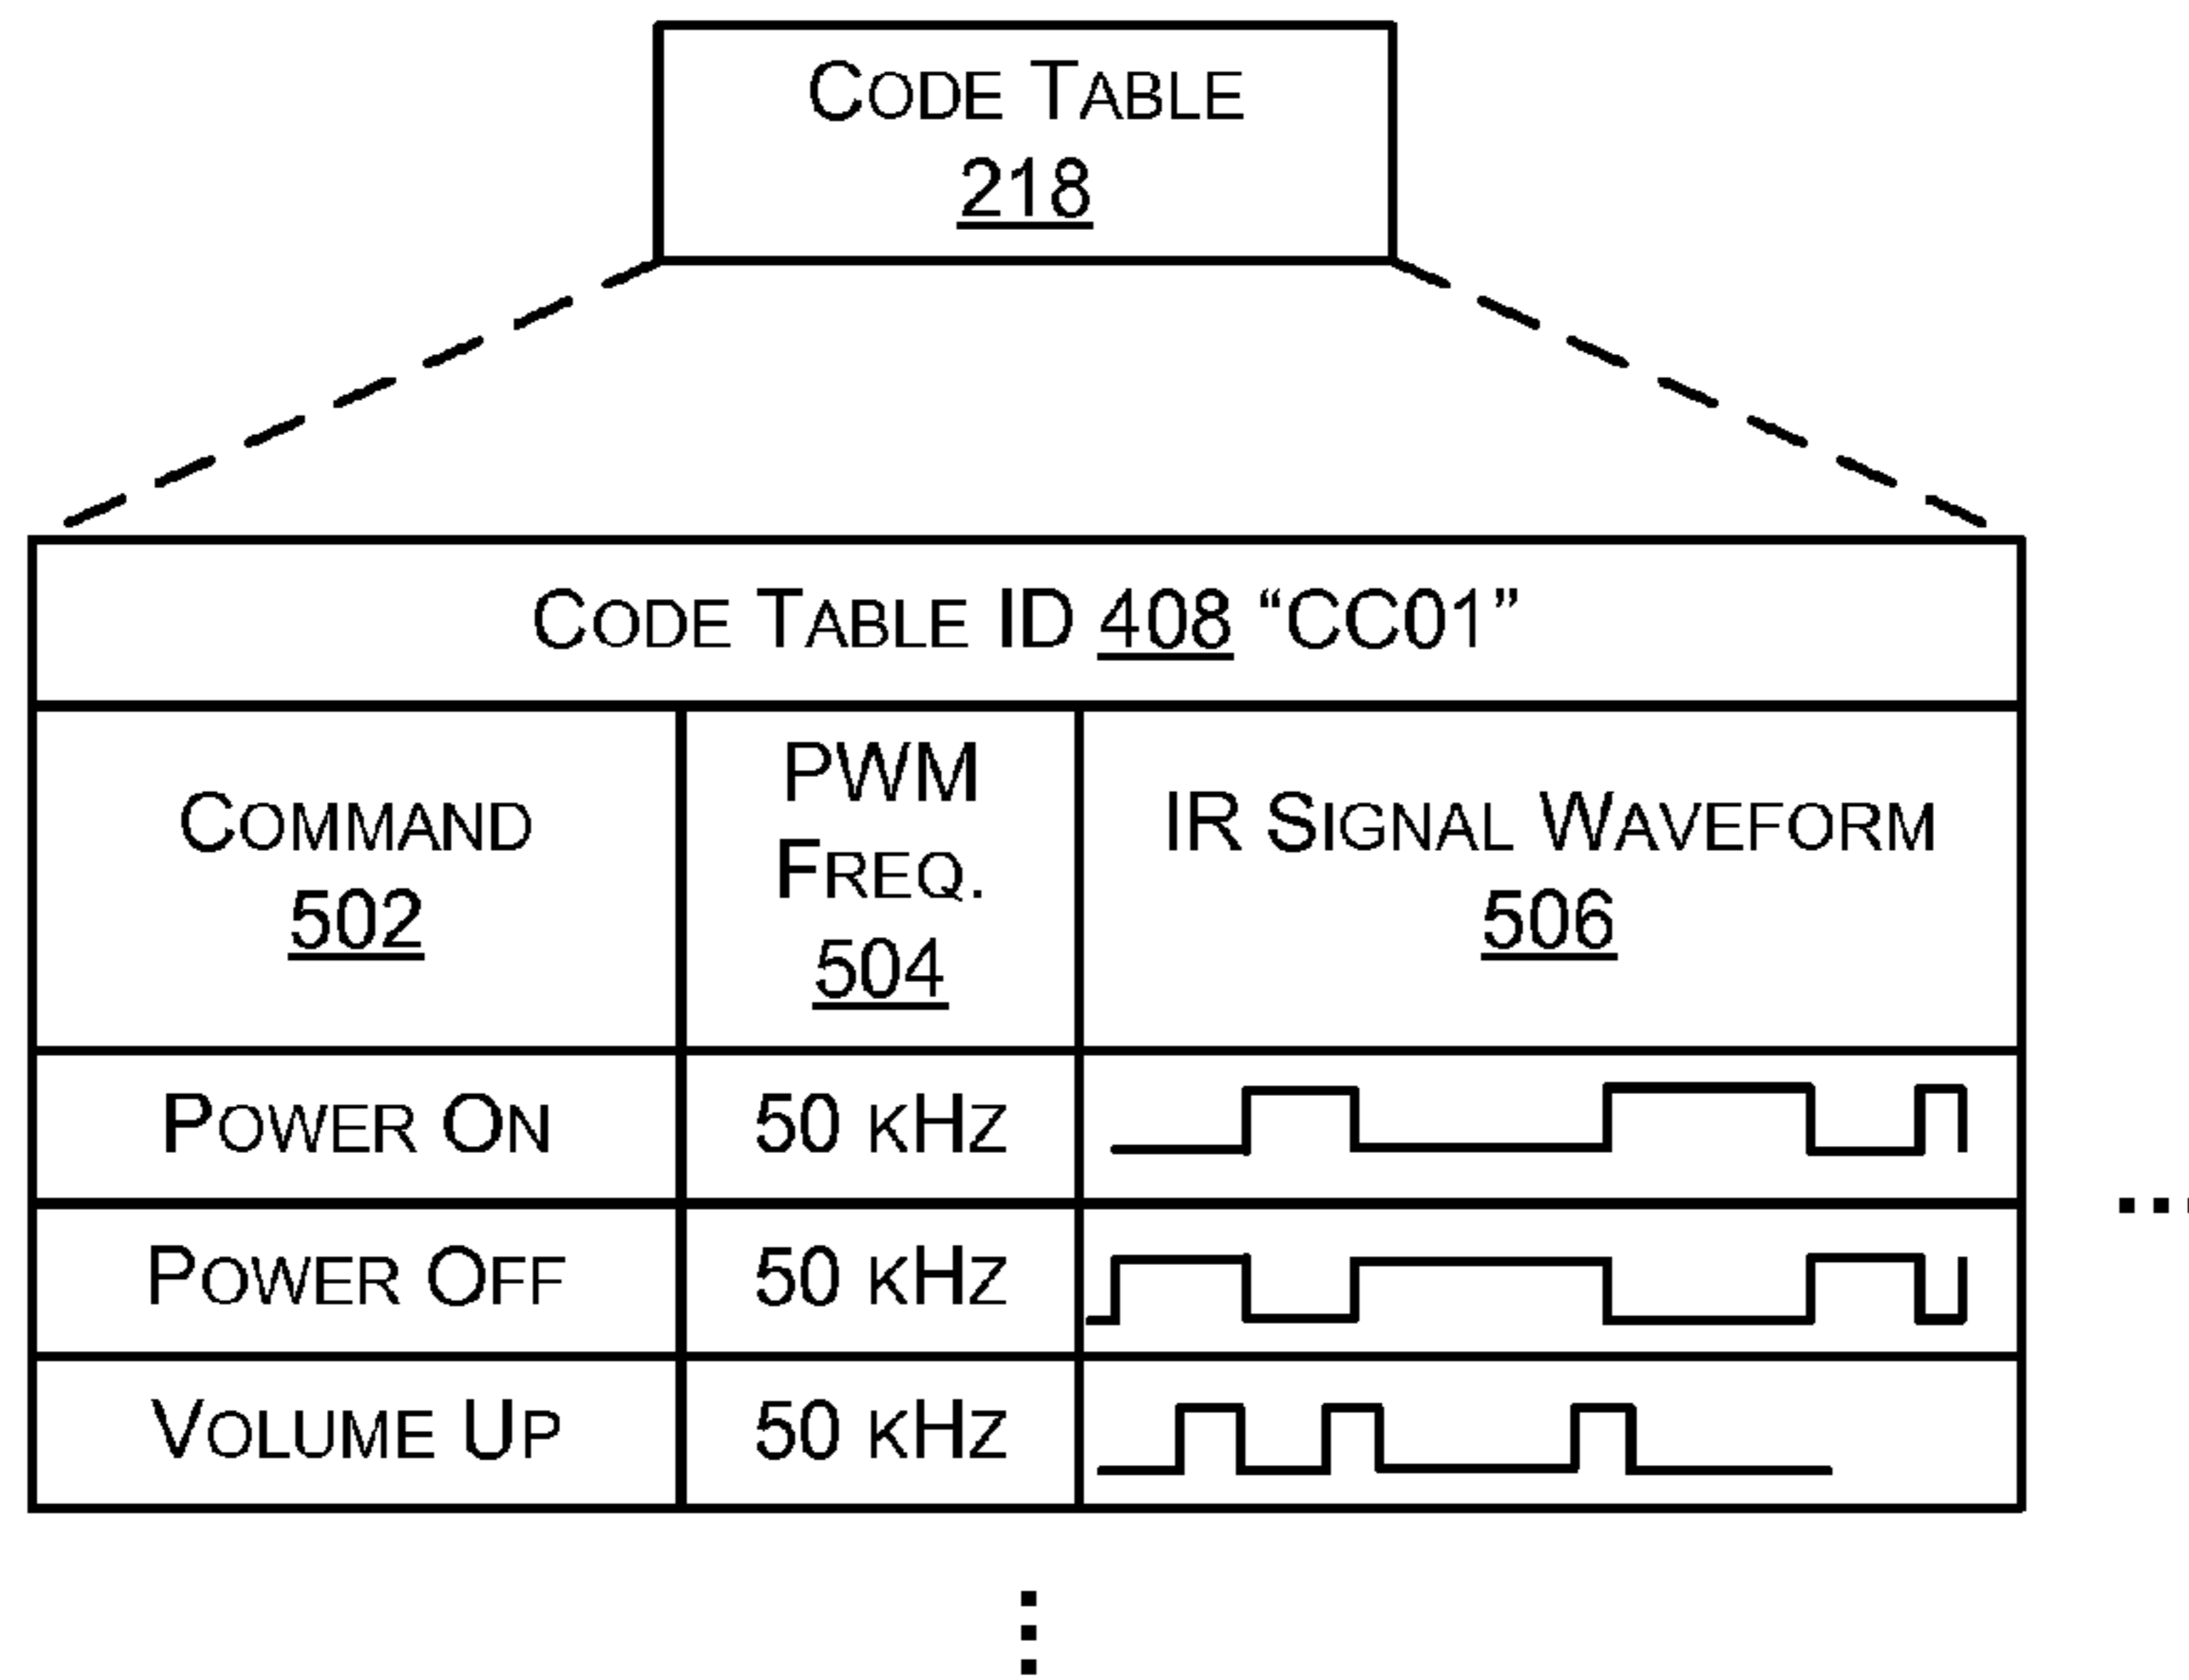 CODE TABLE
218
CODE TABLE ID 408 “CC01”
COMMAND
502
PWM
FREQ.
504
IR SIGNAL WAVEFORM
506
POWER ON
50 KHZ
POWER OFF
50 KHZ
VOLUME UP
50 KHZ